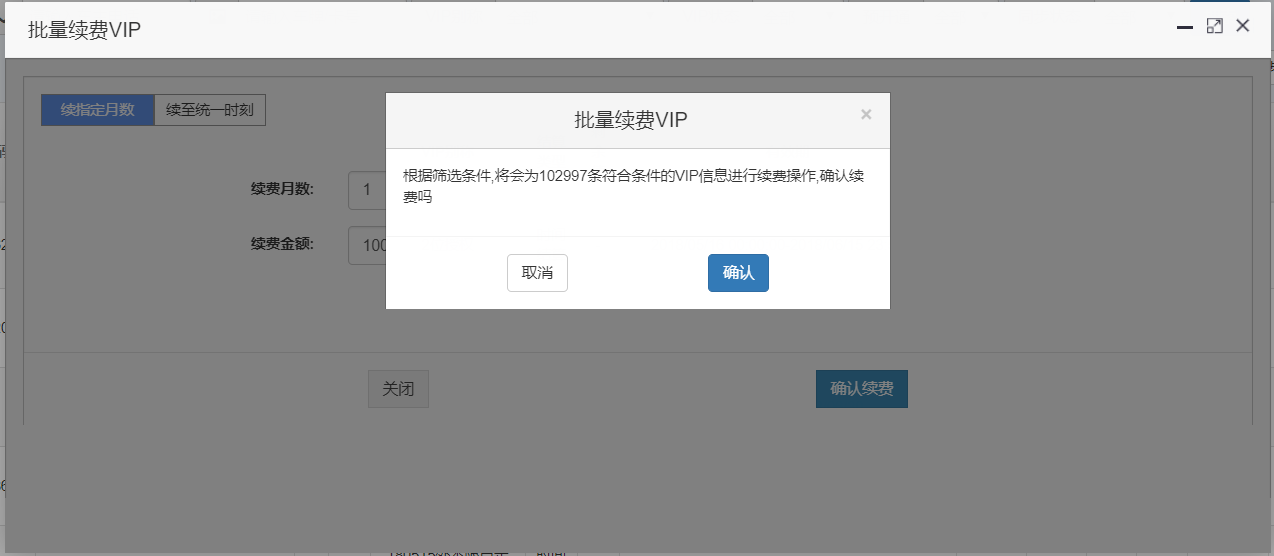 批量续费VIP
续指定月数 续至统一时刻
批量续费VIP
×
根据筛选条件,将会为102997条符合条件的VIP信息进行续费操作,确认续
费吗
续费月数: 1
续费金额: 100
取消 确认
关闭 确认续费